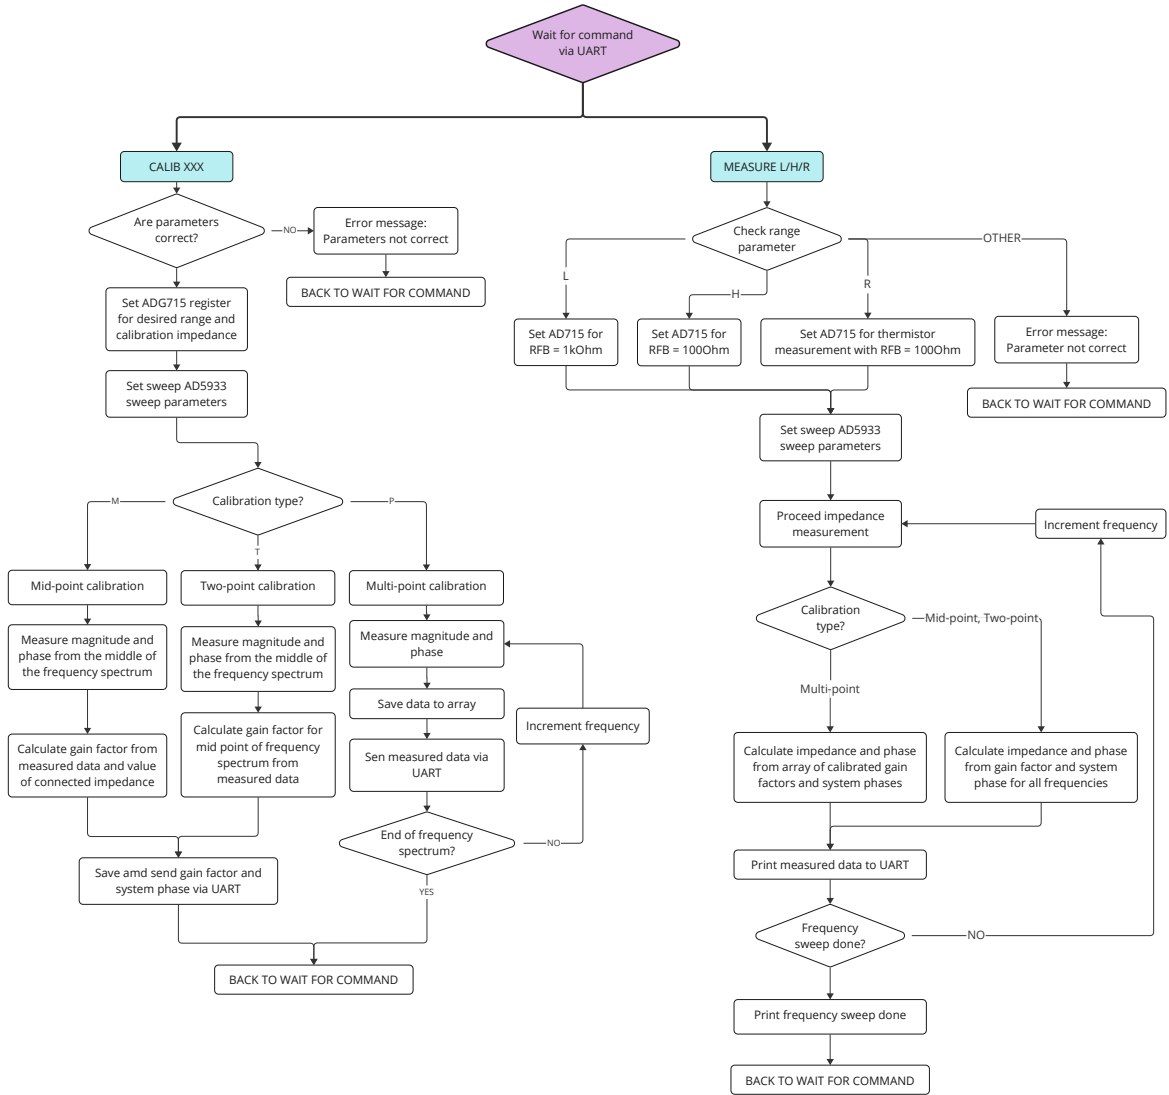 Wait for command
via UART
CALIB XXX
MEASURE L/H/R
Are parameters
correct?
NO
Error message:
Parameters not correct
BACK TO WAIT FOR COMMAND
Set ADG715 register
for desired range and
calibration impedance
Set sweep AD5933
sweep parameters
Calibration type?
M
P
T
Mid-point calibration
Two-point calibration
Multi-point calibration
Measure magnitude and
phase from the middle of
the frequency spectrum
Measure magnitude and
phase from the middle of
the frequency spectrum
Measure magnitude and
phase
Save data to array
Increment frequency
Calculate gain factor from
measured data and value
of connected impedance
Calculate gain factor for
mid point of frequency
spectrum from
measured data
Sen measured data via
UART
End of frequency
spectrum?
NO
YES
Save amd send gain factor and
system phase via UART
BACK TO WAIT FOR COMMAND
Check range
parameter
L
H
R
OTHER
Set AD715 for
RFB = 1kOhm
Set AD715 for
RFB = 100Ohm
Set AD715 for thermistor
measurement with RFB = 100Ohm
Error message:
Parameter not correct
BACK TO WAIT FOR COMMAND
Set sweep AD5933
sweep parameters
Proceed impedance
measurement
Increment frequency
Calibration
type?
Mid-point, Two-point
Multi-point
Calculate impedance and phase
from array of calibrated gain
factors and system phases
Calculate impedance and phase
from gain factor and system
phase for all frequencies
Print measured data to UART
Frequency
sweep done?
NO
Print frequency sweep done
BACK TO WAIT FOR COMMAND